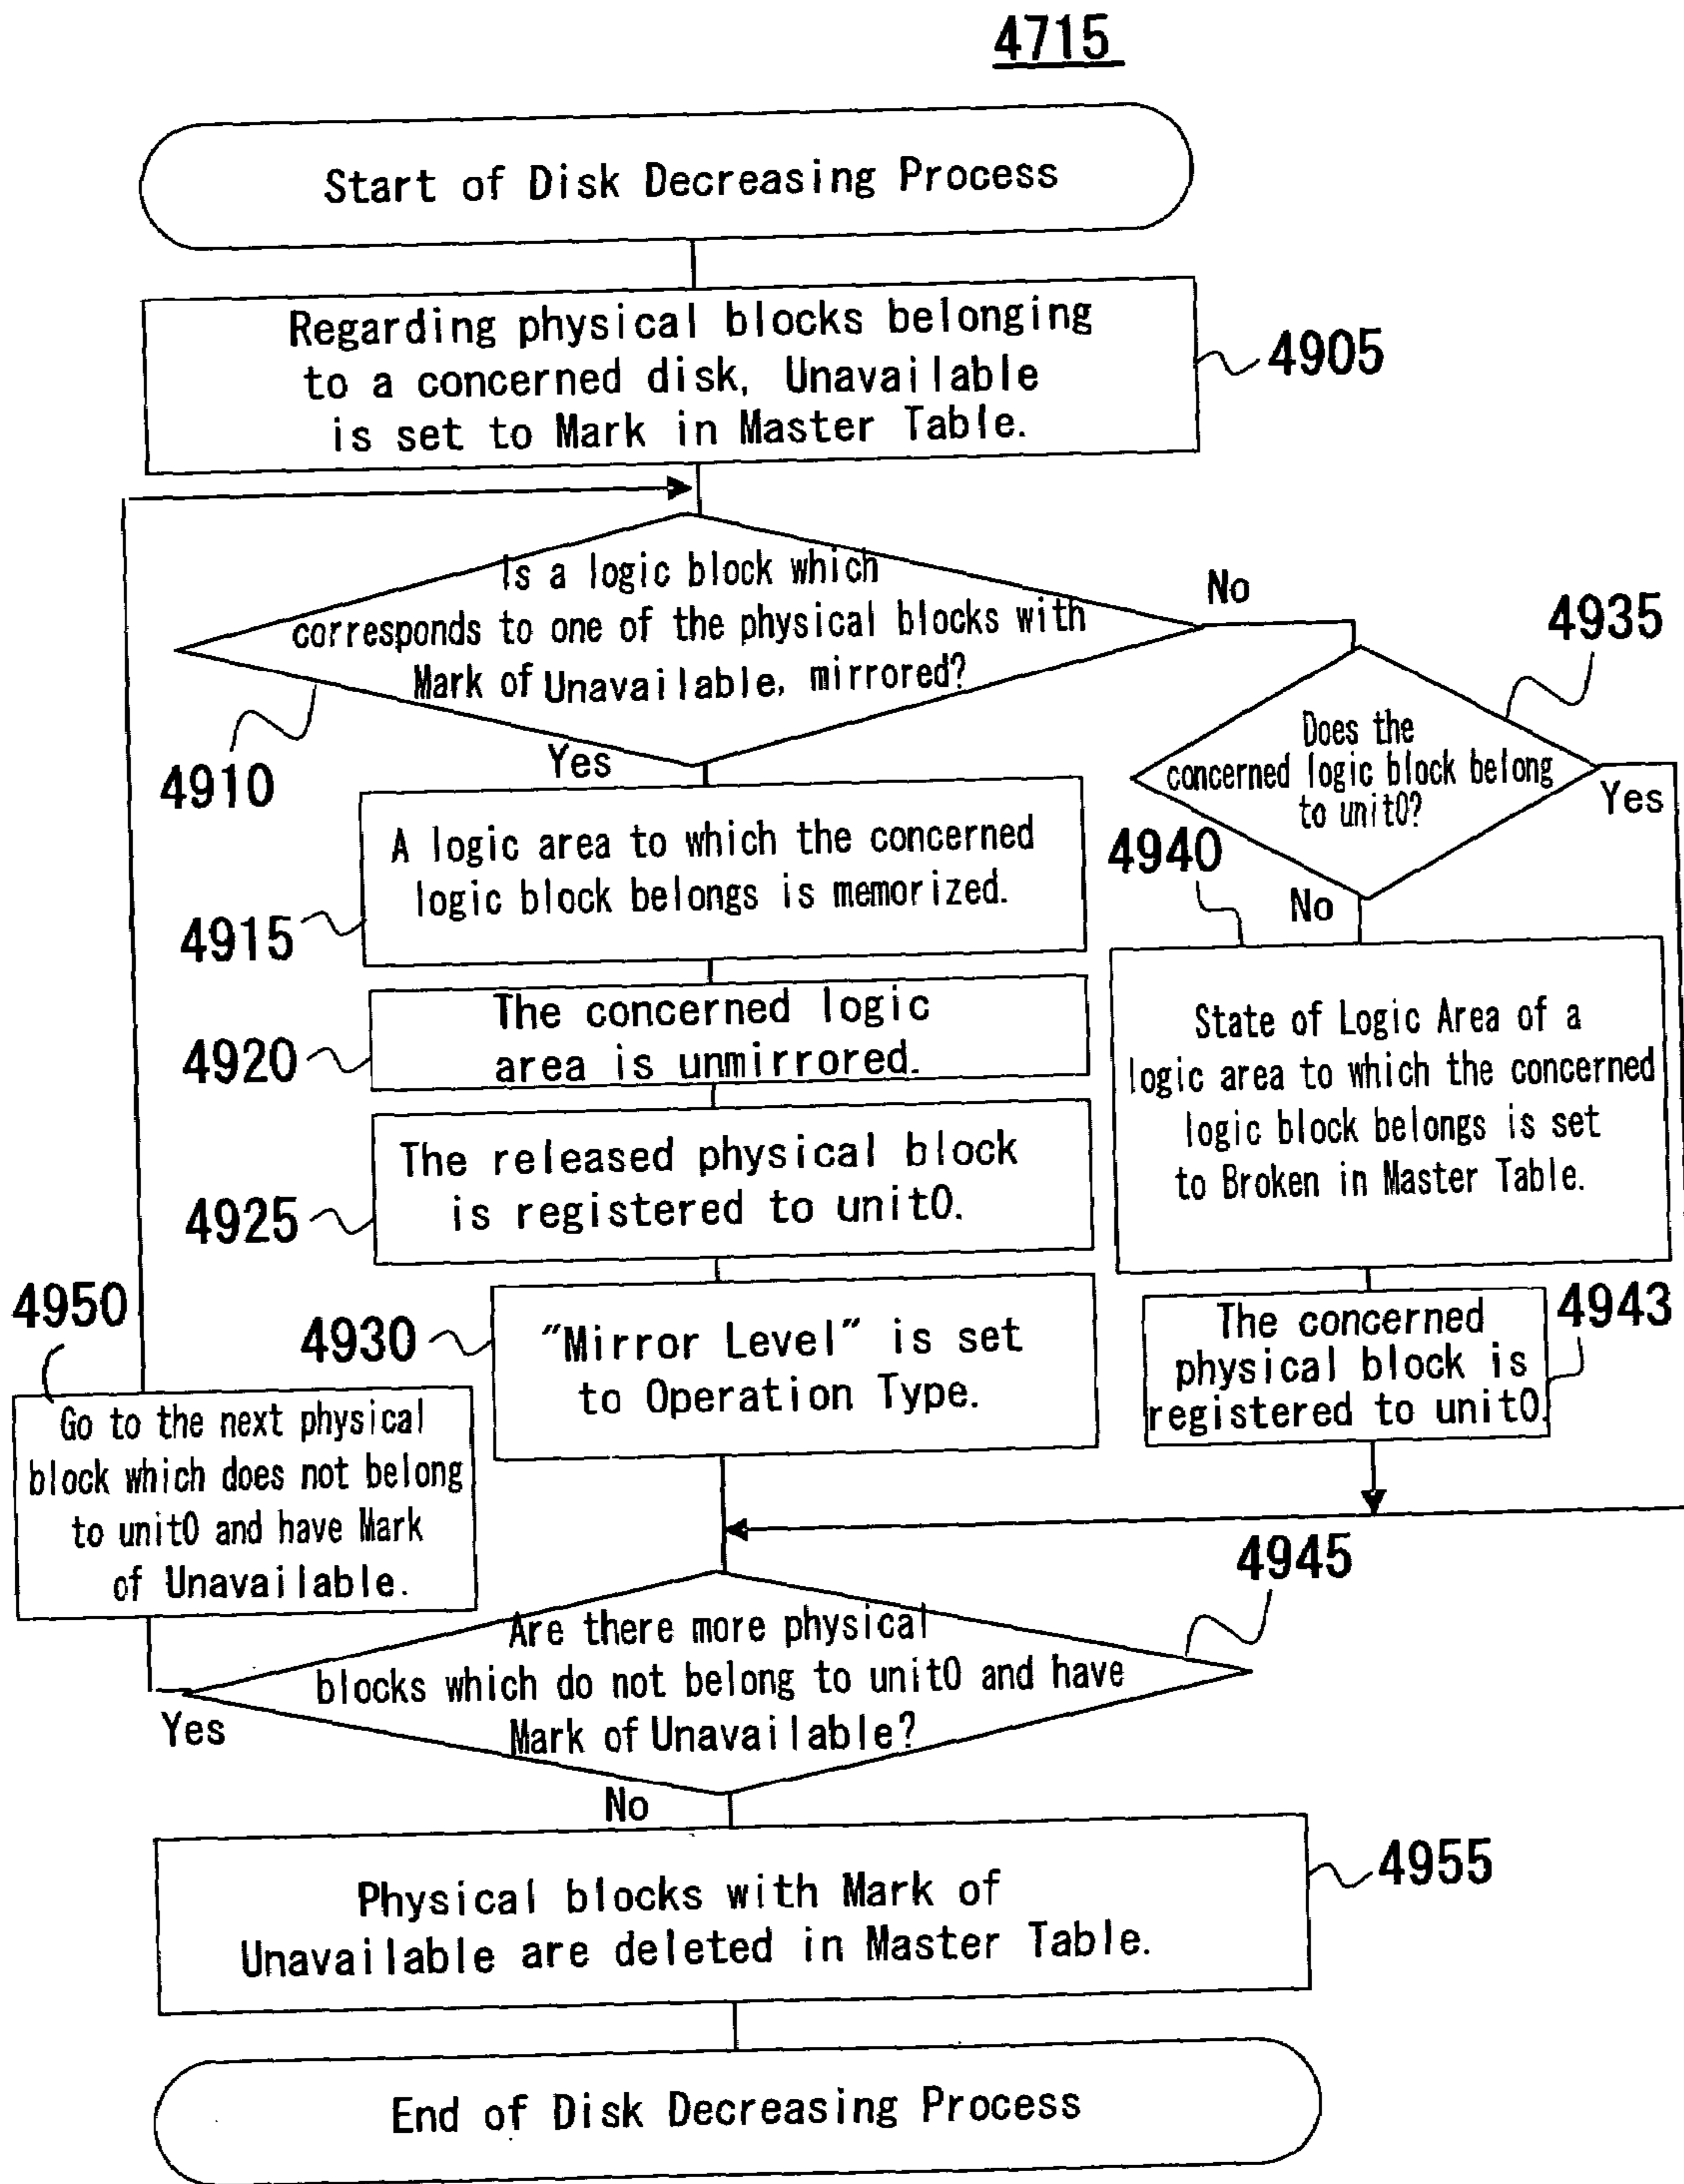 4715
Start of Disk Decreasing Process
Regarding physical blocks belonging
to a concerned disk, Unavailable
is set to Mark in Master Table.
4905
Is a logic block which
corresponds to one of the physical blocks with
Mark of Unavailable, mirrored?
4910
No
Yes
4935
Does the
concerned logic block belong
to unit0?
Yes
No
A logic area to which the concerned
logic block belongs is memorized.
4915
4940
The concerned logic
area is unmirrored.
4920
State of Logic Area of a
logic area to which the concerned
logic block belongs is set
to Broken in Master Table.
The released physical block
is registered to unit0.
4925
4930
"Mirror Level" is set
to Operation Type.
The concerned
physical block is
registered to unit0.
4943
4950
Go to the next physical
block which does not belong
to unit0 and have Mark
of Unavailable.
4945
Are there more physical
blocks which do not belong to unit0 and have
Mark of Unavailable?
Yes
No
Physical blocks with Mark of
Unavailable are deleted in Master Table.
4955
End of Disk Decreasing Process